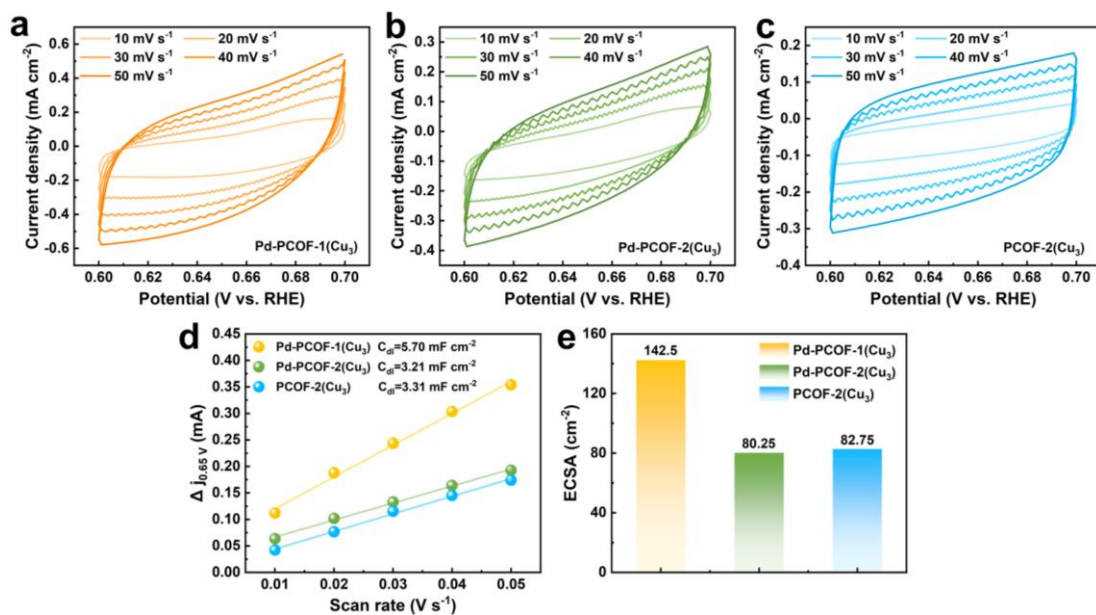 a
0.6
0.4
0.2
0.0
-0.2
-0.4
-0.6
Current density (mA cm⁻²)
10 mV s⁻¹ 20 mV s⁻¹
30 mV s⁻¹ 40 mV s⁻¹
50 mV s⁻¹
Pd-PCOF-1(Cu₃)
0.60 0.62 0.64 0.66 0.68 0.70
Potential (V vs. RHE)
b
0.3
0.2
0.1
0.0
-0.1
-0.2
-0.3
-0.4
Current density (mA cm⁻²)
10 mV s⁻¹ 20 mV s⁻¹
30 mV s⁻¹ 40 mV s⁻¹
50 mV s⁻¹
Pd-PCOF-2(Cu₃)
0.60 0.62 0.64 0.66 0.68 0.70
Potential (V vs. RHE)
c
0.2
0.1
0.0
-0.1
-0.2
-0.3
-0.4
Current density (mA cm⁻²)
10 mV s⁻¹ 20 mV s⁻¹
30 mV s⁻¹ 40 mV s⁻¹
50 mV s⁻¹
PCOF-2(Cu₃)
0.60 0.62 0.64 0.66 0.68 0.70
Potential (V vs. RHE)
d
0.45
0.40
0.35
0.30
0.25
0.20
0.15
0.10
0.05
0.00
Δ j₀.₆₅ ᵥ (mA)
Pd-PCOF-1(Cu₃) C_dl=5.70 mF cm⁻²
Pd-PCOF-2(Cu₃) C_dl=3.21 mF cm⁻²
PCOF-2(Cu₃) C_dl=3.31 mF cm⁻²
0.01 0.02 0.03 0.04 0.05
Scan rate (V s⁻¹)
e
160
120
80
40
0
ECSA (cm⁻²)
142.5
80.25
82.75
Pd-PCOF-1(Cu₃)
Pd-PCOF-2(Cu₃)
PCOF-2(Cu₃)